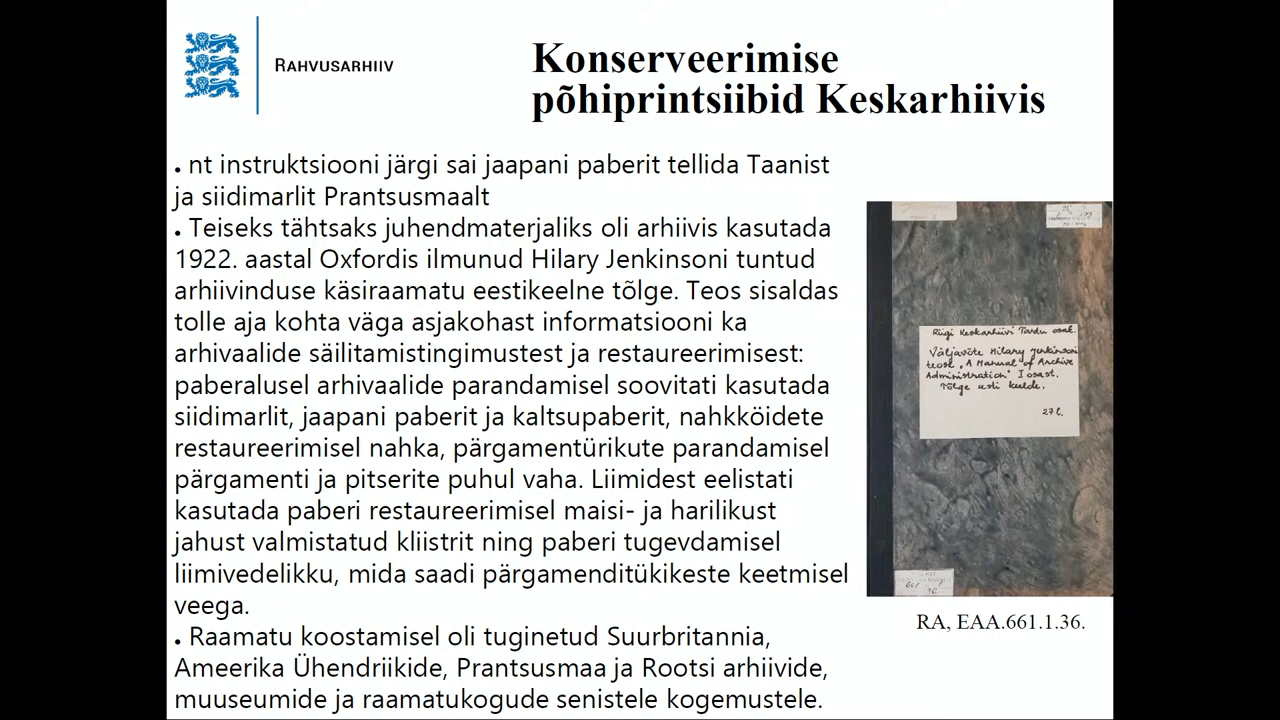 RAHVUSARHIIV
Konserveerimise
põhiprintsiibid Keskarhiivis
• nt instruktsiooni järgi sai jaapani paberit tellida Taanist
ja siidimarlit Prantsusmaalt
• Teiseks tähtsaks juhendmaterjaliks oli arhiivis kasutada
1922. aastal Oxfordis ilmunud Hilary Jenkinsoni tuntud
arhiivinduse käsiraamatu eestikeelne tõlge. Teos sisaldas
tolle aja kohta väga asjakohast informatsiooni ka
arhivaalide säilitamistingimustest ja restaureerimisest:
paberalusel arhivaalide parandamisel soovitati kasutada
siidimarlit, jaapani paberit ja kaltsupaberit, nahkköidete
restaureerimisel nahka, pärgamentürikute parandamisel
pärgamenti ja pitserite puhul vaha. Liimidest eelistati
kasutada paberi restaureerimisel maisi- ja harilikust
jahust valmistatud kliistrit ning paberi tugevdamisel
liimivedelikku, mida saadi pärgamenditükikeste keetmisel
veega.
• Raamatu koostamisel oli tuginetud Suurbritannia,
Ameerika Ühendriikide, Prantsusmaa ja Rootsi arhiivide,
muuseumide ja raamatukogude senistele kogemustele.
Riigi Keskarhiivi Tartu osak.
Väljavõte Hilary Jenkinsoni
teost „A Manual of Archive
Administration" I osast.
Tõlge eesti keelde.
27 l.
661
36
RA, EAA.661.1.36.